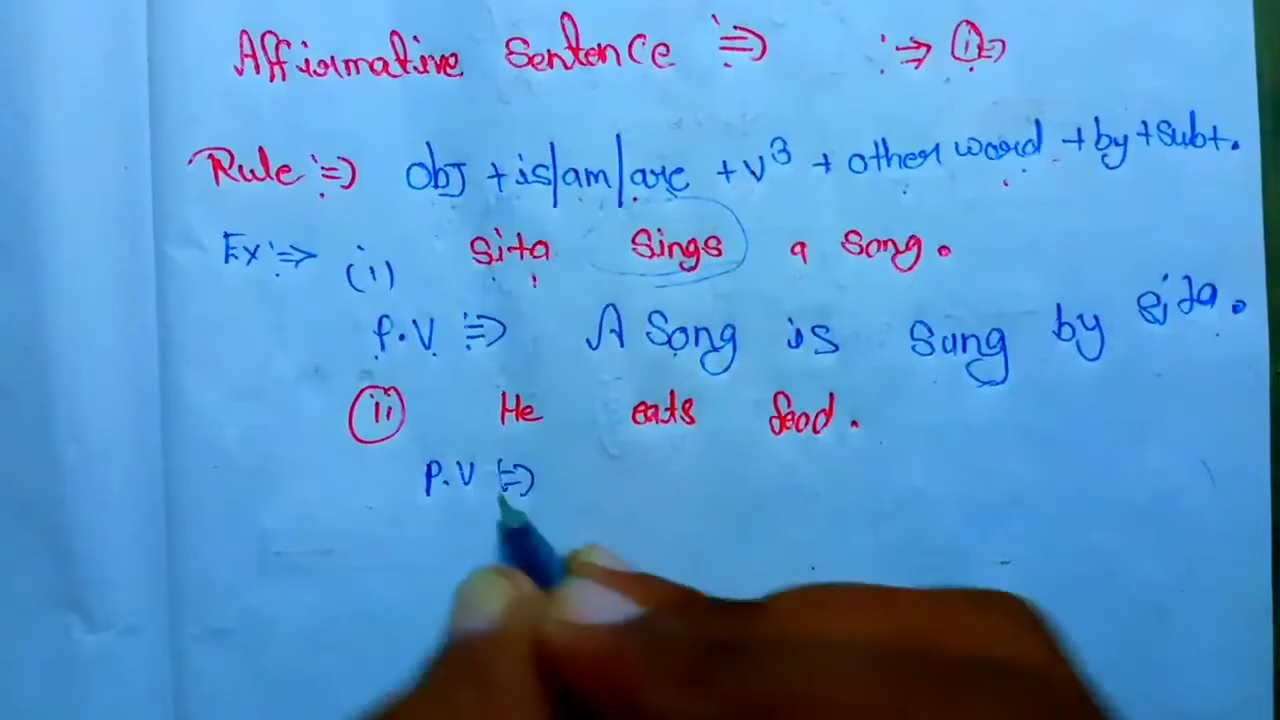 Affirmative Sentence ⇒ :⇒ (i)⇒
Rule ⇒ obj + is/am/are + v³ + other word + by + subt.
Ex ⇒ (i) Sita Sings a Song.
P.V ⇒ A Song is Sung by Sita.
(ii) He eats food.
P.V ⇒